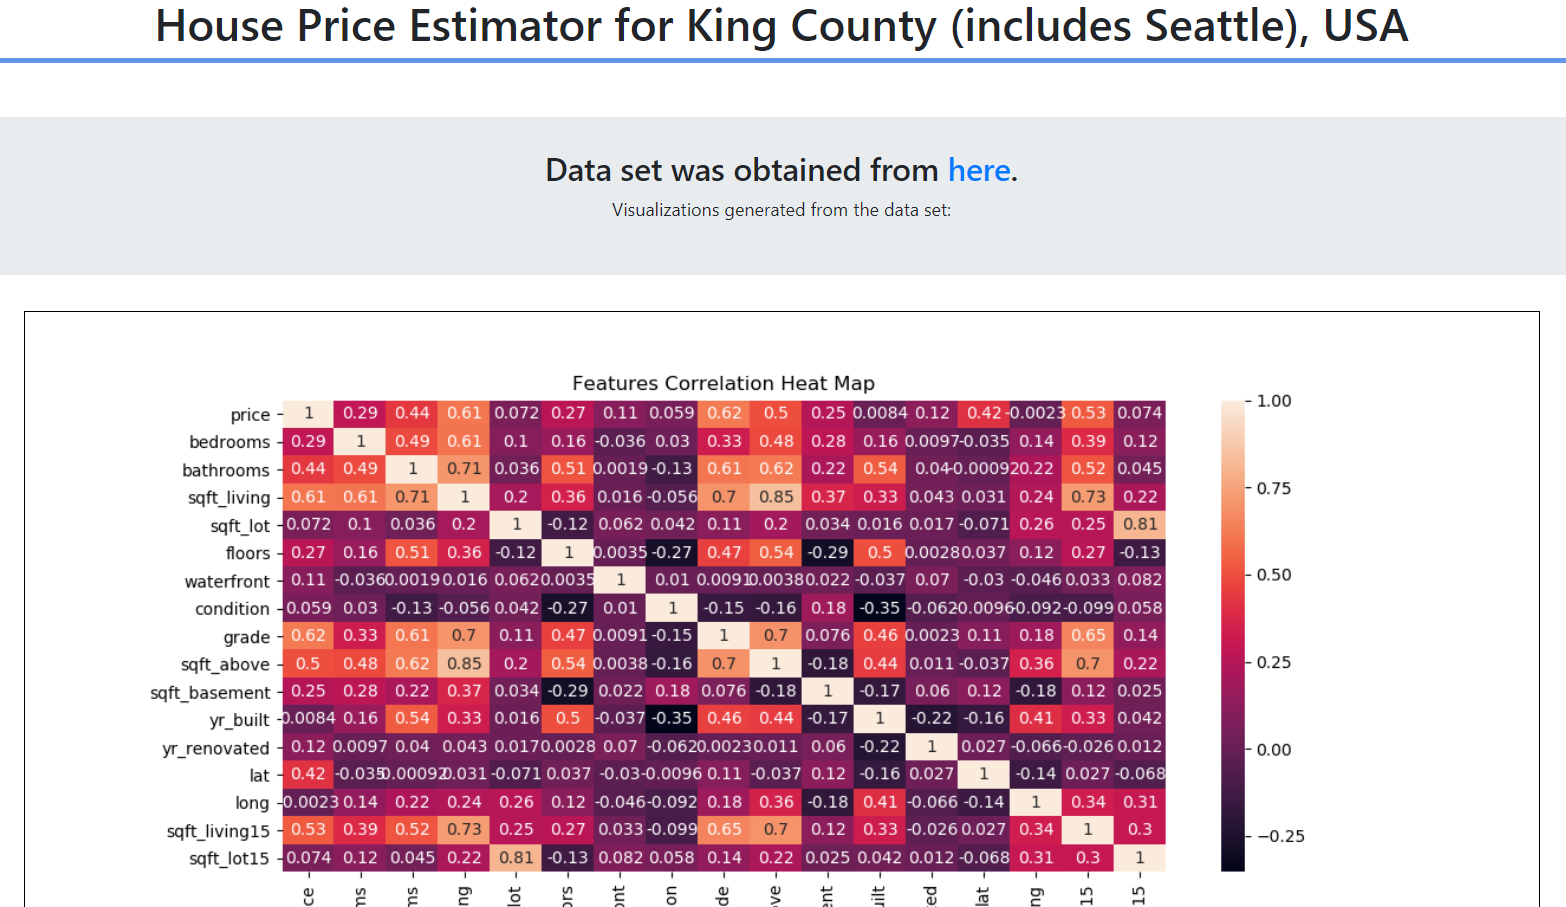 House Price Estimator for King County (includes Seattle), USA
Data set was obtained from here.
Visualizations generated from the data set:
Features Correlation Heat Map
price 1 0.29 0.44 0.61 0.072 0.27 0.11 0.059 0.62 0.5 0.25 0.0084 0.12 0.42 -0.0023 0.53 0.074
bedrooms 0.29 1 0.49 0.61 0.1 0.16 -0.036 0.03 0.33 0.48 0.28 0.16 0.0097 -0.035 0.14 0.39 0.12
bathrooms 0.44 0.49 1 0.71 0.036 0.51 0.0019 -0.13 0.61 0.62 0.22 0.54 0.04 -0.00092 0.22 0.52 0.045
sqft_living 0.61 0.61 0.71 1 0.2 0.36 0.016 -0.056 0.7 0.85 0.37 0.33 0.043 0.031 0.24 0.73 0.22
sqft_lot 0.072 0.1 0.036 0.2 1 -0.12 0.062 0.042 0.11 0.2 0.034 0.016 0.017 -0.071 0.26 0.25 0.81
floors 0.27 0.16 0.51 0.36 -0.12 1 0.0035 -0.27 0.47 0.54 -0.29 0.5 0.0028 0.037 0.12 0.27 -0.13
waterfront 0.11 -0.036 0.0019 0.016 0.062 0.0035 1 0.01 0.0091 0.0038 0.022 -0.037 0.07 -0.03 -0.046 0.033 0.082
condition 0.059 0.03 -0.13 -0.056 0.042 -0.27 0.01 1 -0.15 -0.16 0.18 -0.35 -0.062 -0.0096 -0.092 -0.099 0.058
grade 0.62 0.33 0.61 0.7 0.11 0.47 0.0091 -0.15 1 0.7 0.076 0.46 0.0023 0.11 0.18 0.65 0.14
sqft_above 0.5 0.48 0.62 0.85 0.2 0.54 0.0038 -0.16 0.7 1 -0.18 0.44 0.011 -0.037 0.36 0.7 0.22
sqft_basement 0.25 0.28 0.22 0.37 0.034 -0.29 0.022 0.18 0.076 -0.18 1 -0.17 0.06 0.12 -0.18 0.12 0.025
yr_built 0.0084 0.16 0.54 0.33 0.016 0.5 -0.037 -0.35 0.46 0.44 -0.17 1 -0.22 -0.16 0.41 0.33 0.042
yr_renovated 0.12 0.0097 0.04 0.043 0.017 0.0028 0.07 -0.062 0.0023 0.011 0.06 -0.22 1 0.027 -0.066 -0.026 0.012
lat 0.42 -0.035 -0.00092 0.031 -0.071 0.037 -0.03 -0.0096 0.11 -0.037 0.12 -0.16 0.027 1 -0.14 0.027 -0.068
long -0.0023 0.14 0.22 0.24 0.26 0.12 -0.046 -0.092 0.18 0.36 -0.18 0.41 -0.066 -0.14 1 0.34 0.31
sqft_living15 0.53 0.39 0.52 0.73 0.25 0.27 0.033 -0.099 0.65 0.7 0.12 0.33 -0.026 0.027 0.34 1 0.3
sqft_lot15 0.074 0.12 0.045 0.22 0.81 -0.13 0.082 0.058 0.14 0.22 0.025 0.042 0.012 -0.068 0.31 0.3 1
ce ms ms ng lot ors ont on de ve ent uilt ted lat ng 15 15
1.00
0.75
0.50
0.25
0.00
−0.25